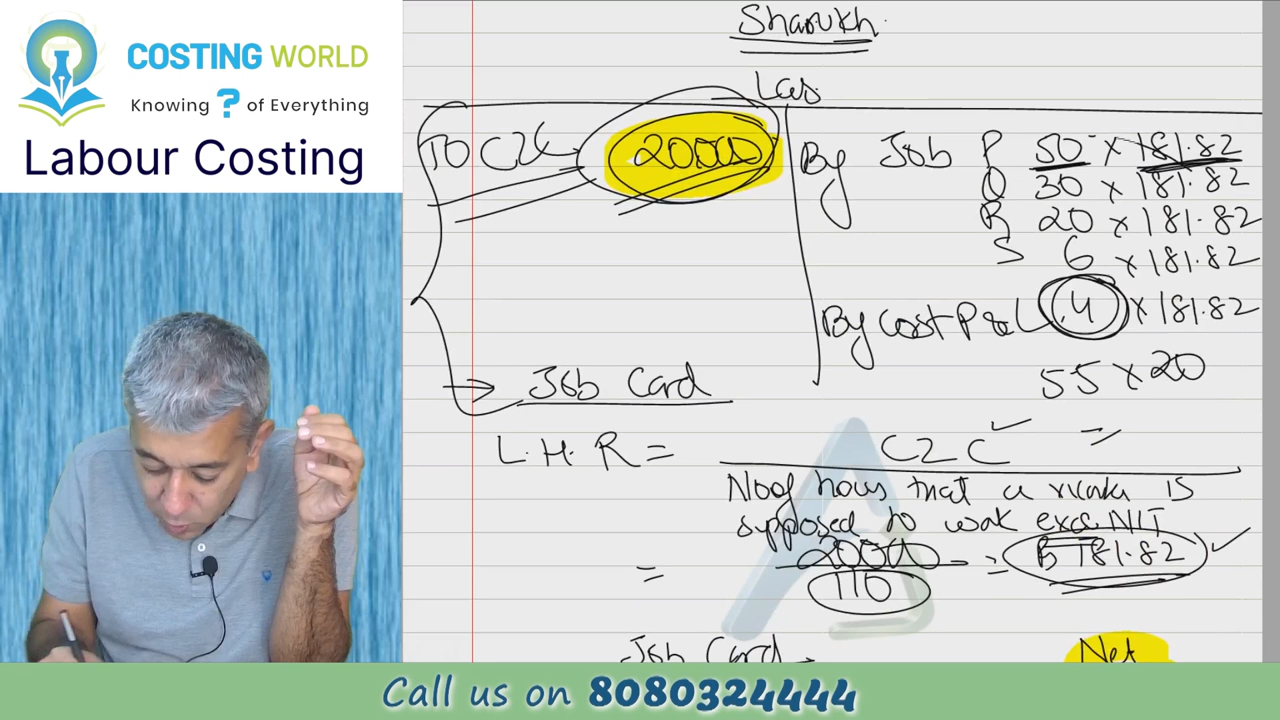 COSTING WORLD
Knowing ? of Everything
Labour Costing
Sharukh
Las
TO C2C 20000
By Job P 50 × 181.82
Q 30 × 181.82
R 20 × 181.82
S 6 × 181.82
By Cost P & L 4 × 181.82
55 × 20
Job Card
L.H.R = C2C
No of hours that a worker is
supposed to work exc. NIT
= 20000 = 181.82
110
Job Card
Net
Call us on 8080324444